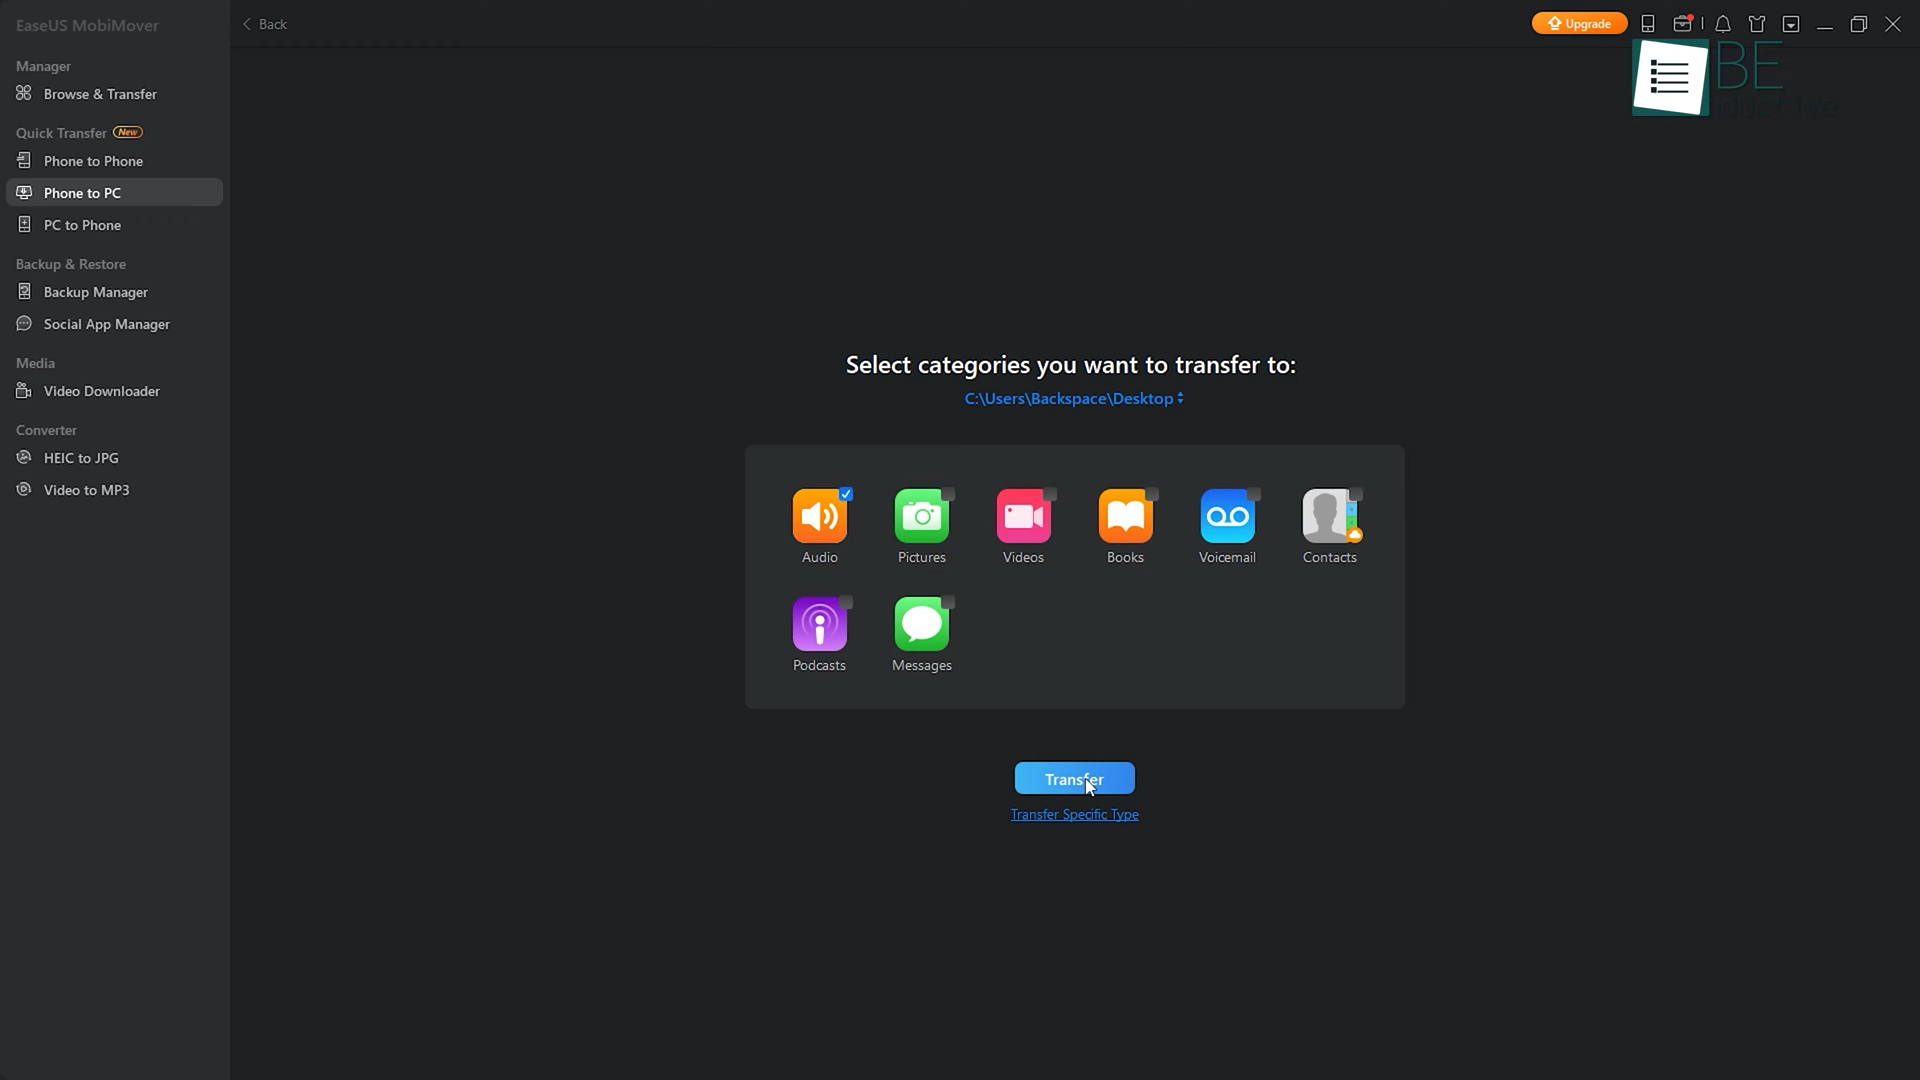 EaseUS MobiMover
Back
Upgrade
BE
Manager
Browse & Transfer
Quick Transfer New
Phone to Phone
Phone to PC
PC to Phone
Backup & Restore
Backup Manager
Social App Manager
Media
Video Downloader
Converter
HEIC to JPG
Video to MP3
Select categories you want to transfer to:
C:\Users\Backspace\Desktop
Audio Pictures Videos Books Voicemail Contacts
Podcasts Messages
Transfer
Transfer Specific Type